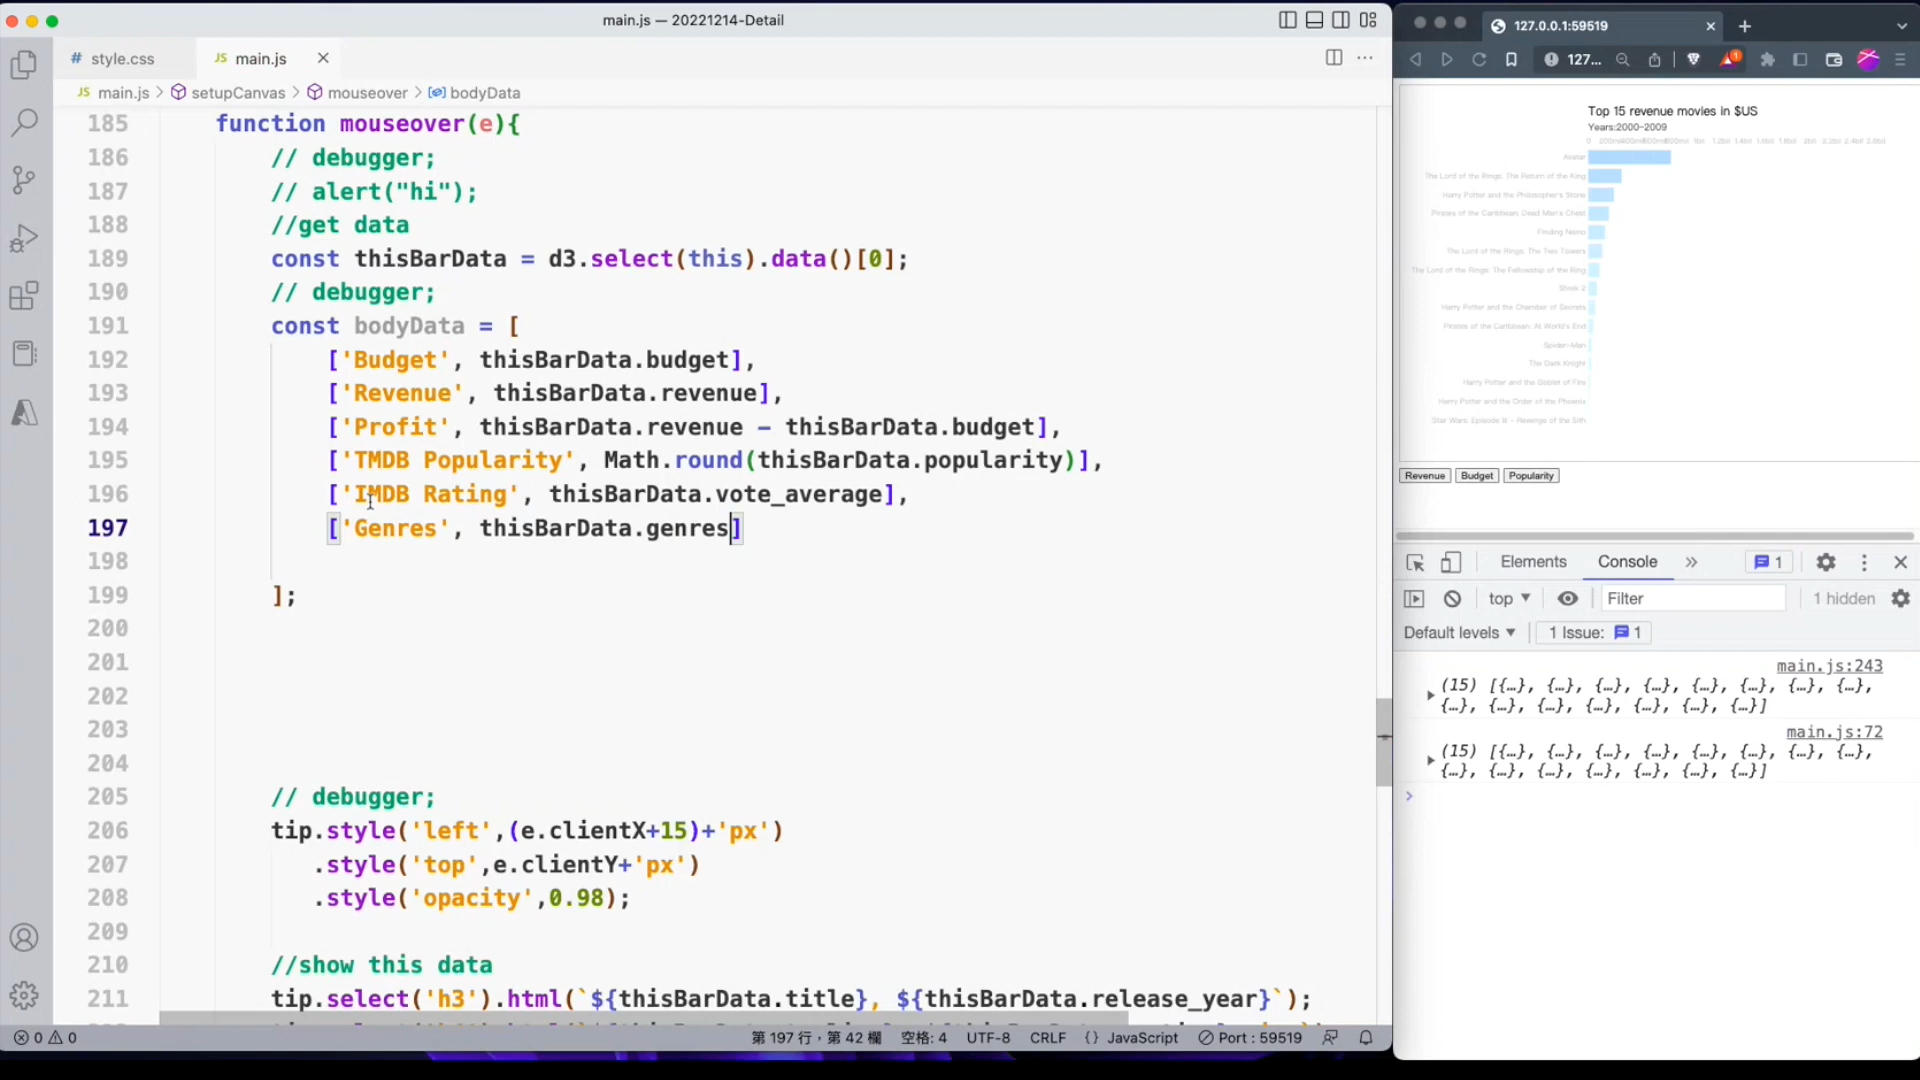 main.js — 20221214-Detail
# style.css
JS main.js
JS main.js > setupCanvas > mouseover > bodyData
185 function mouseover(e){
186 // debugger;
187 // alert("hi");
188 //get data
189 const thisBarData = d3.select(this).data()[0];
190 // debugger;
191 const bodyData = [
192 ['Budget', thisBarData.budget],
193 ['Revenue', thisBarData.revenue],
194 ['Profit', thisBarData.revenue - thisBarData.budget],
195 ['TMDB Popularity', Math.round(thisBarData.popularity)],
196 ['IMDB Rating', thisBarData.vote_average],
197 ['Genres', thisBarData.genres]
198
199 ];
200
201
202
203
204
205 // debugger;
206 tip.style('left',(e.clientX+15)+'px')
207 .style('top',e.clientY+'px')
208 .style('opacity',0.98);
209
210 //show this data
211 tip.select('h3').html(`${thisBarData.title}, ${thisBarData.release_year}`);
0 0
第 197 行，第 42 欄
空格: 4
UTF-8
CRLF
{} JavaScript
Port : 59519
127.0.0.1:59519
127...
1
Top 15 revenue movies in $US
Years:2000-2009
Avatar
The Lord of the Rings: The Return of the King
Harry Potter and the Philosopher's Stone
Pirates of the Caribbean: Dead Man's Chest
Finding Nemo
The Lord of the Rings: The Two Towers
The Lord of the Rings: The Fellowship of the Ring
Shrek 2
Harry Potter and the Chamber of Secrets
Pirates of the Caribbean: At World's End
Spider-Man
The Dark Knight
Harry Potter and the Goblet of Fire
Harry Potter and the Order of the Phoenix
Star Wars: Episode III - Revenge of the Sith
Revenue
Budget
Popularity
Elements
Console
1
top
Filter
1 hidden
Default levels
1 Issue: 1
main.js:243
(15) [{…}, {…}, {…}, {…}, {…}, {…}, {…}, {…},
{…}, {…}, {…}, {…}, {…}, {…}, {…}]
main.js:72
(15) [{…}, {…}, {…}, {…}, {…}, {…}, {…}, {…},
{…}, {…}, {…}, {…}, {…}, {…}, {…}]